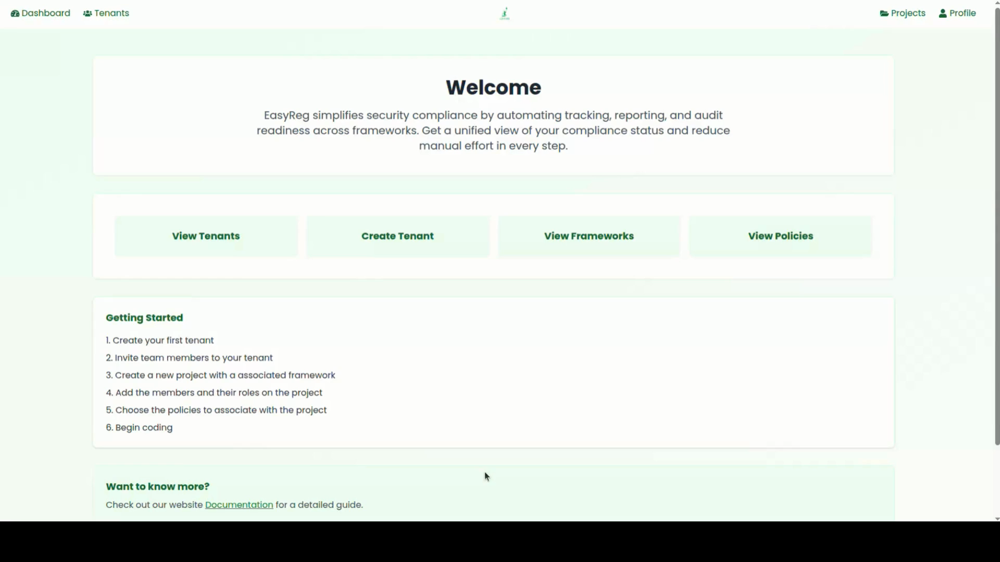 Dashboard
Tenants
Projects
Profile
Welcome
EasyReg simplifies security compliance by automating tracking, reporting, and audit
readiness across frameworks. Get a unified view of your compliance status and reduce
manual effort in every step.
View Tenants
Create Tenant
View Frameworks
View Policies
Getting Started
1. Create your first tenant
2. Invite team members to your tenant
3. Create a new project with a associated framework
4. Add the members and their roles on the project
5. Choose the policies to associate with the project
6. Begin coding
Want to know more?
Check out our website Documentation for a detailed guide.